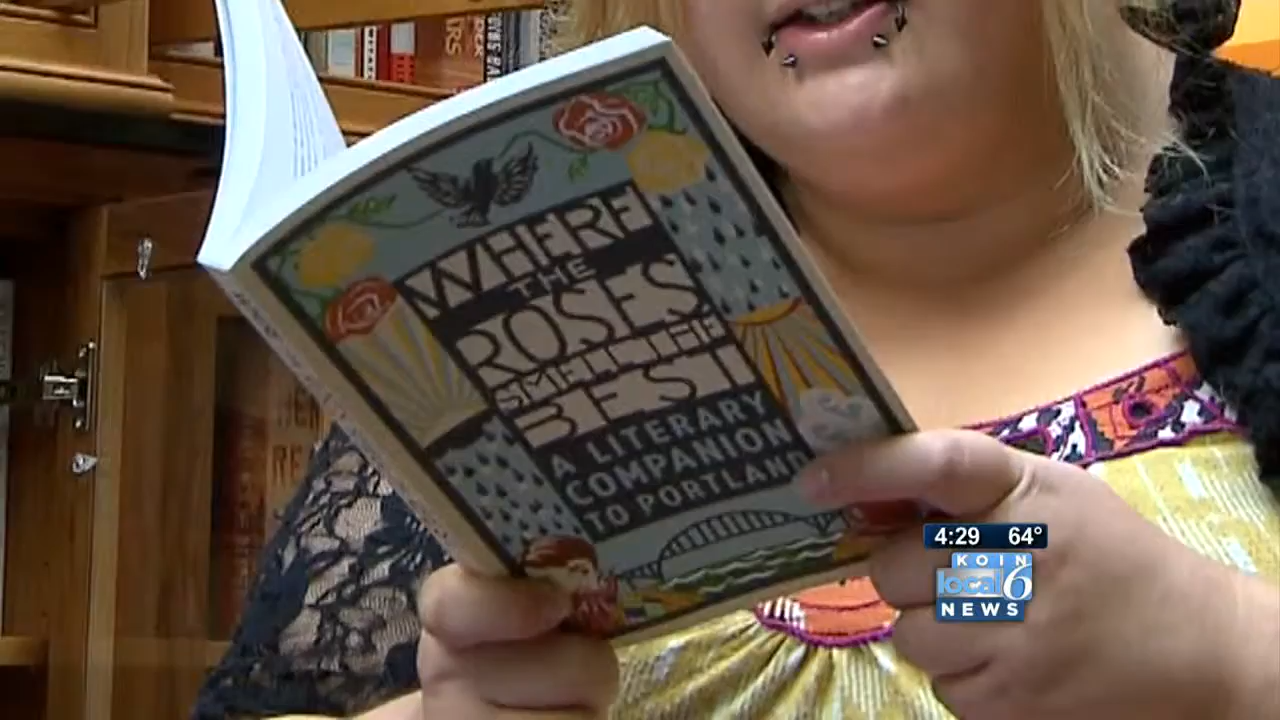 WHERE
THE
ROSES
SMELL THE
BEST
A LITERARY
COMPANION
TO PORTLAND
4:29 64°
KOIN
local 6
NEWS